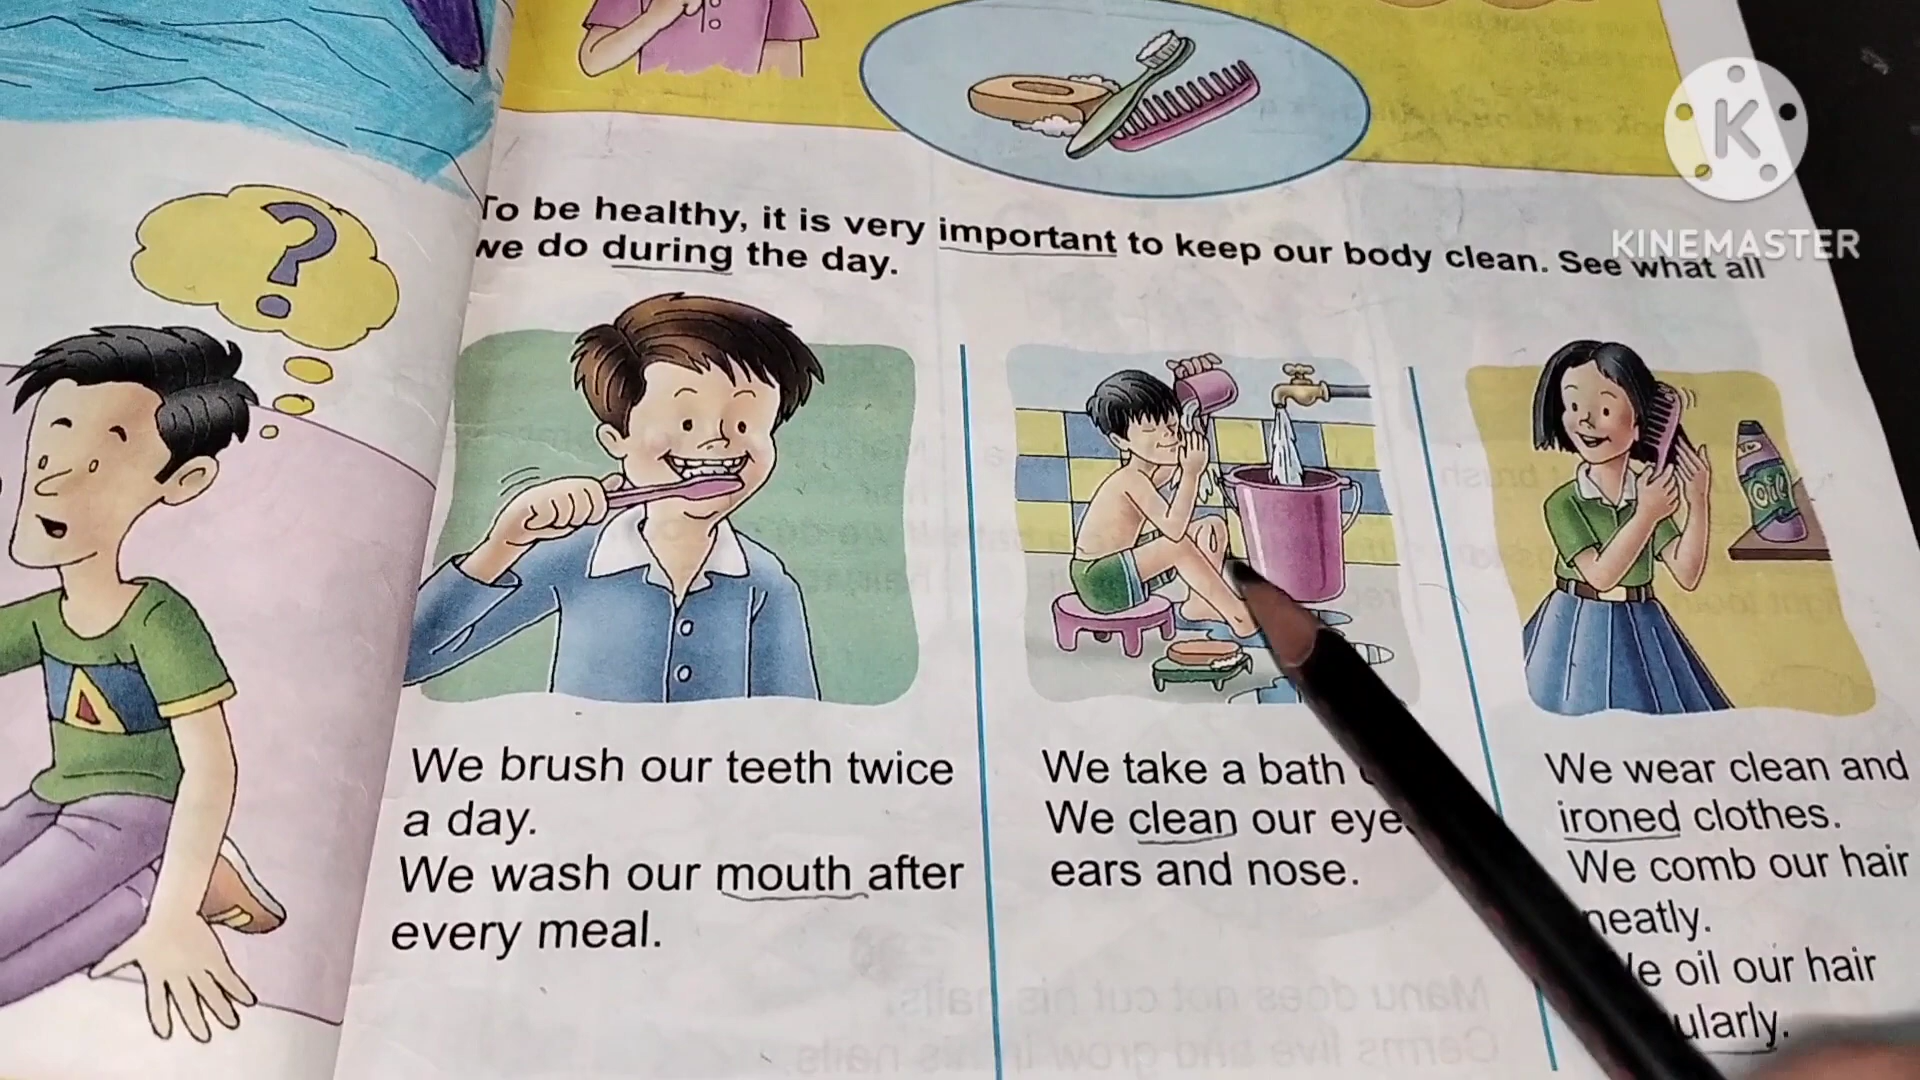 KINEMASTER
To be healthy, it is very important to keep our body clean. See what all
we do during the day.
We brush our teeth twice
a day.
We wash our mouth after
every meal.
We take a bath
We clean our eye
ears and nose.
oil
We wear clean and
ironed clothes.
We comb our hair
neatly.
oil our hair